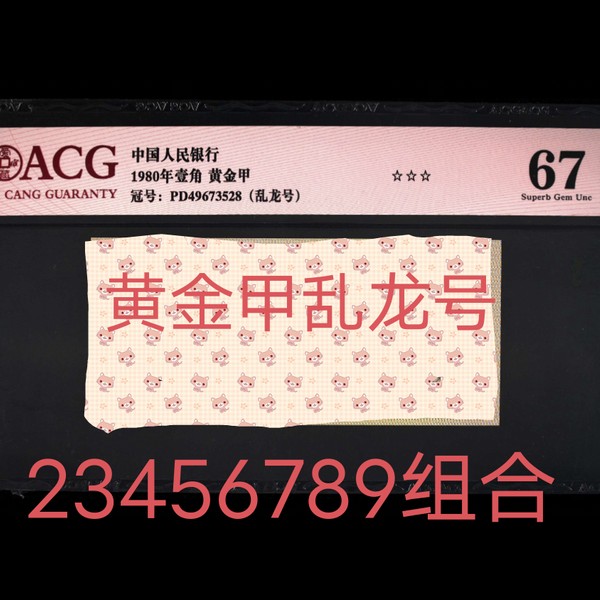 ACG
中国人民银行
1980年壹角 黄金甲
冠号：PD49673528（乱龙号）
☆☆☆
67
Superb Gem Unc
CANG GUARANTY
黄金甲乱龙号
23456789组合